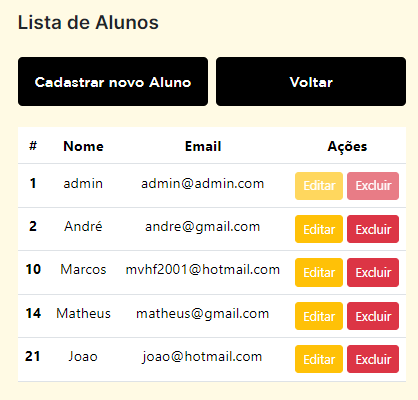 Lista de Alunos
Cadastrar novo Aluno Voltar
# Nome Email Ações
1 admin admin@admin.com Editar Excluir
2 André andre@gmail.com Editar Excluir
10 Marcos mvhf2001@hotmail.com Editar Excluir
14 Matheus matheus@gmail.com Editar Excluir
21 Joao joao@hotmail.com Editar Excluir